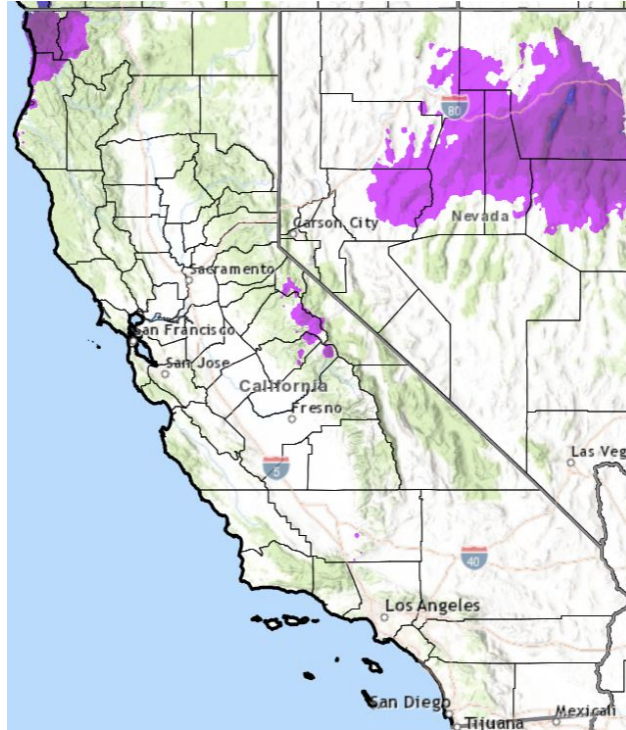 80
Nevada
Carson City
Sacramento
San Francisco
San Jose
California
Fresno
5
Las Veg
40
Los Angeles
San Diego
Tijuana
Mexicali